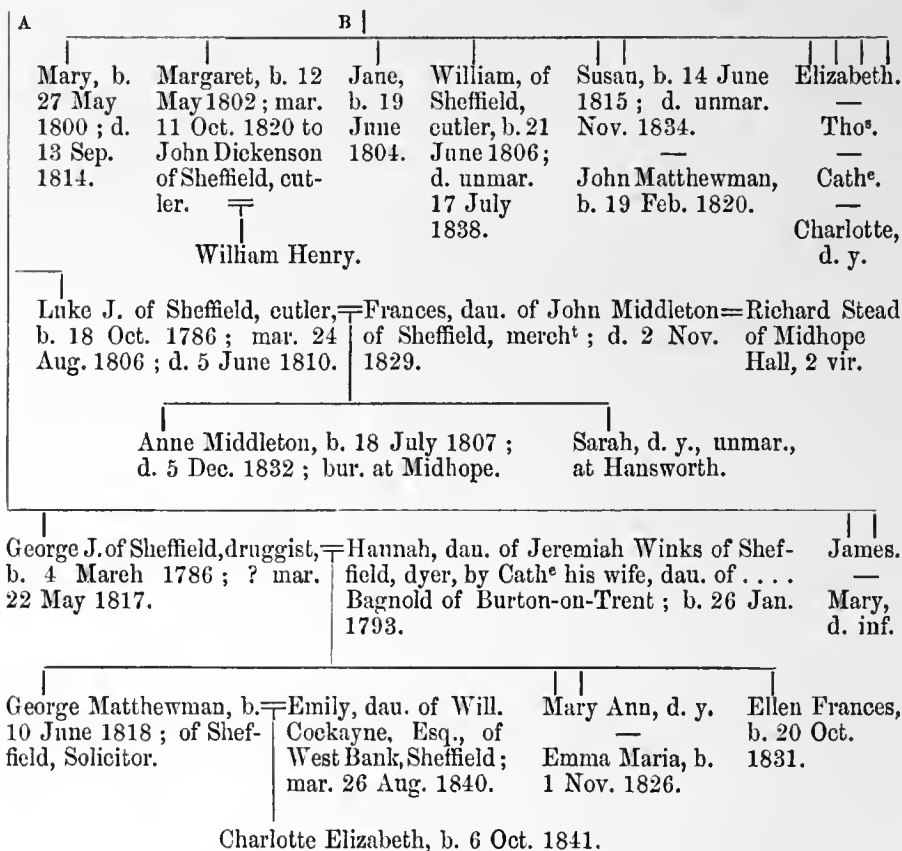 A B
Mary, b.
27 May
1800 ; d.
13 Sep.
1814.
Margaret, b. 12
May 1802 ; mar.
11 Oct. 1820 to
John Dickenson
of Sheffield, cut-
ler.
William Henry.
Jane,
b. 19
June
1804.
William, of
Sheffield,
cutler, b. 21
June 1806 ;
d. unmar.
17 July
1838.
Susan, b. 14 June
1815 ; d. unmar.
Nov. 1834.
—
John Matthewman,
b. 19 Feb. 1820.
Elizabeth.
—
Thoˢ.
—
Cathᵉ.
—
Charlotte,
d. y.
Luke J. of Sheffield, cutler,
b. 18 Oct. 1786 ; mar. 24
Aug. 1806 ; d. 5 June 1810.
Frances, dau. of John Middleton
of Sheffield, merchᵗ ; d. 2 Nov.
1829.
Richard Stead
of Midhope
Hall, 2 vir.
Anne Middleton, b. 18 July 1807 ;
d. 5 Dec. 1832 ; bur. at Midhope.
Sarah, d. y., unmar.,
at Hansworth.
George J. of Sheffield, druggist,
b. 4 March 1786 ; ? mar.
22 May 1817.
Hannah, dau. of Jeremiah Winks of Shef-
field, dyer, by Cathᵉ his wife, dau. of . . . .
Bagnold of Burton-on-Trent ; b. 26 Jan.
1793.
James.
—
Mary,
d. inf.
George Matthewman, b.
10 June 1818 ; of Shef-
field, Solicitor.
Emily, dau. of Will.
Cockayne, Esq., of
West Bank, Sheffield ;
mar. 26 Aug. 1840.
Mary Ann, d. y.
—
Emma Maria, b.
1 Nov. 1826.
Ellen Frances,
b. 20 Oct.
1831.
Charlotte Elizabeth, b. 6 Oct. 1841.